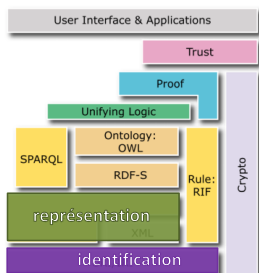 User Interface & Applications
Trust
Proof
Unifying Logic
Ontology:
OWL
SPARQL
RDF-S
Rule:
RIF
Crypto
représentation
XML
identification